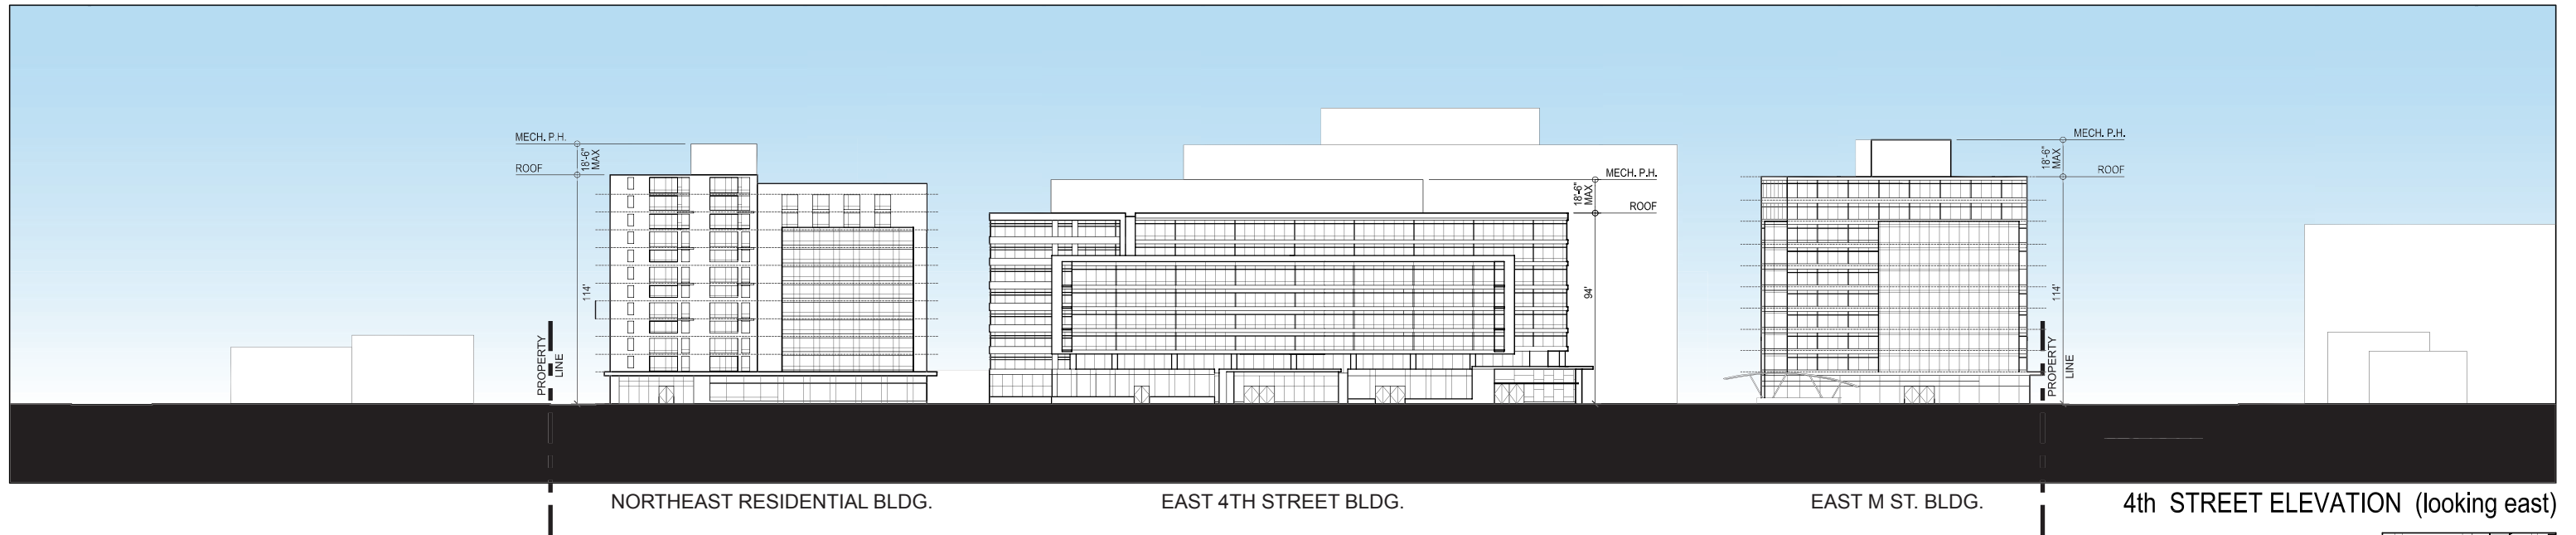 MECH. P.H.
ROOF
18'-6"
MAX
114'
PROPERTY
LINE
MECH. P.H.
ROOF
18'-6"
MAX
94'
MECH. P.H.
ROOF
18'-6"
MAX
114'
PROPERTY
LINE
NORTHEAST RESIDENTIAL BLDG.
EAST 4TH STREET BLDG.
EAST M ST. BLDG.
4th STREET ELEVATION (looking east)